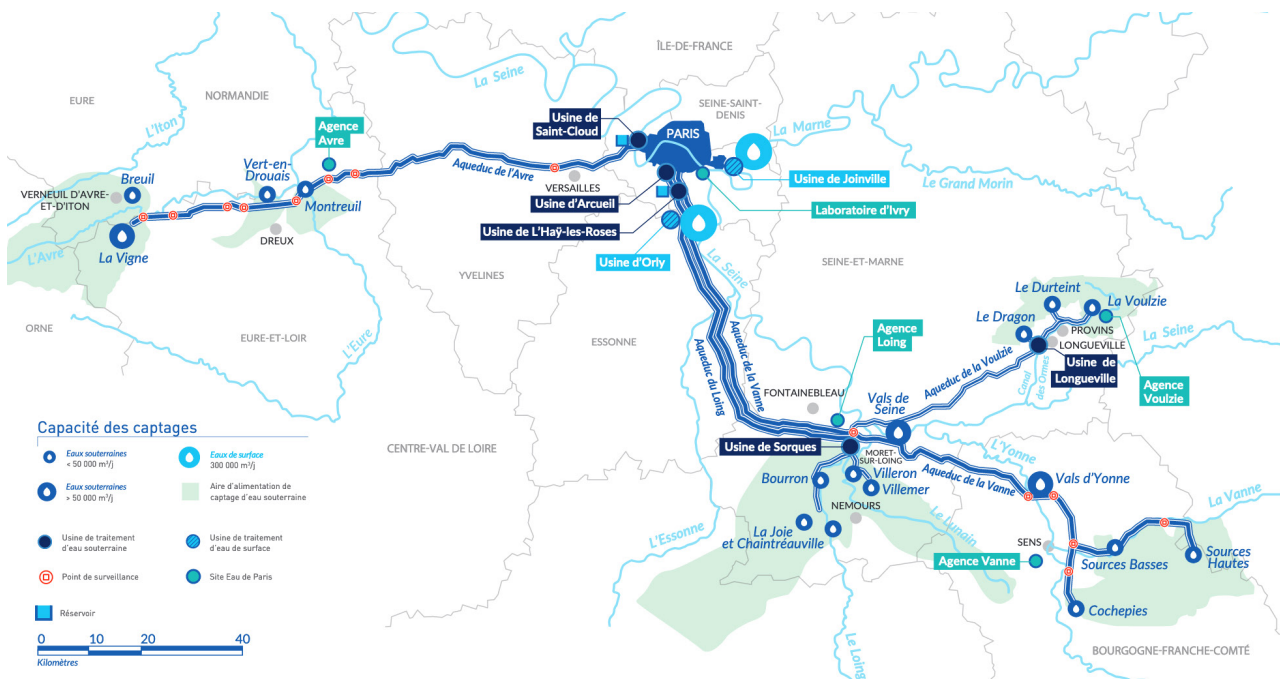 ÎLE-DE-FRANCE
La Seine
EURE
NORMANDIE
SEINE-SAINT-
DENIS
L'Iton
Agence
Avre
Usine de
Saint-Cloud
PARIS
La Marne
Vert-en-
Drouais
Aqueduc de l'Avre
Breuil
VERNEUIL D'AVRE-
ET-D'ITON
VERSAILLES
Usine de Joinville
Le Grand Morin
Montreuil
Usine d'Arcueil
Laboratoire d'Ivry
DREUX
Usine de L'Haÿ-les-Roses
L'Avre
La Vigne
Usine d'Orly
La Seine
SEINE-ET-MARNE
YVELINES
Le Durteint
La Voulzie
ORNE
EURE-ET-LOIR
L'Eure
ESSONNE
Agence
Loing
Le Dragon
PROVINS
LONGUEVILLE
La Seine
Aqueduc de la Vanne
Aqueduc du Loing
Aqueduc de la Voulzie
Usine de
Longueville
Canal
des Ormes
Agence
Voulzie
FONTAINEBLEAU
Vals de
Seine
Capacité des captages
CENTRE-VAL DE LOIRE
Usine de Sorques
MORET-
SUR-LOING
L'Yonne
Eaux souterraines
< 50 000 m³/j
Eaux de surface
300 000 m³/j
Aqueduc de la Vanne
Vals d'Yonne
Bourron
Villeron
Villemer
La Vanne
Eaux souterraines
> 50 000 m³/j
Aire d'alimentation de
captage d'eau souterraine
NEMOURS
Le Lunain
La Joie
et Chaintréauville
L'Essonne
Usine de traitement
d'eau souterraine
Usine de traitement
d'eau de surface
SENS
Agence Vanne
Sources Basses
Sources
Hautes
Point de surveillance
Site Eau de Paris
Cochepies
Réservoir
Le Loing
0 10 20 40
Kilomètres
BOURGOGNE-FRANCHE-COMTÉ